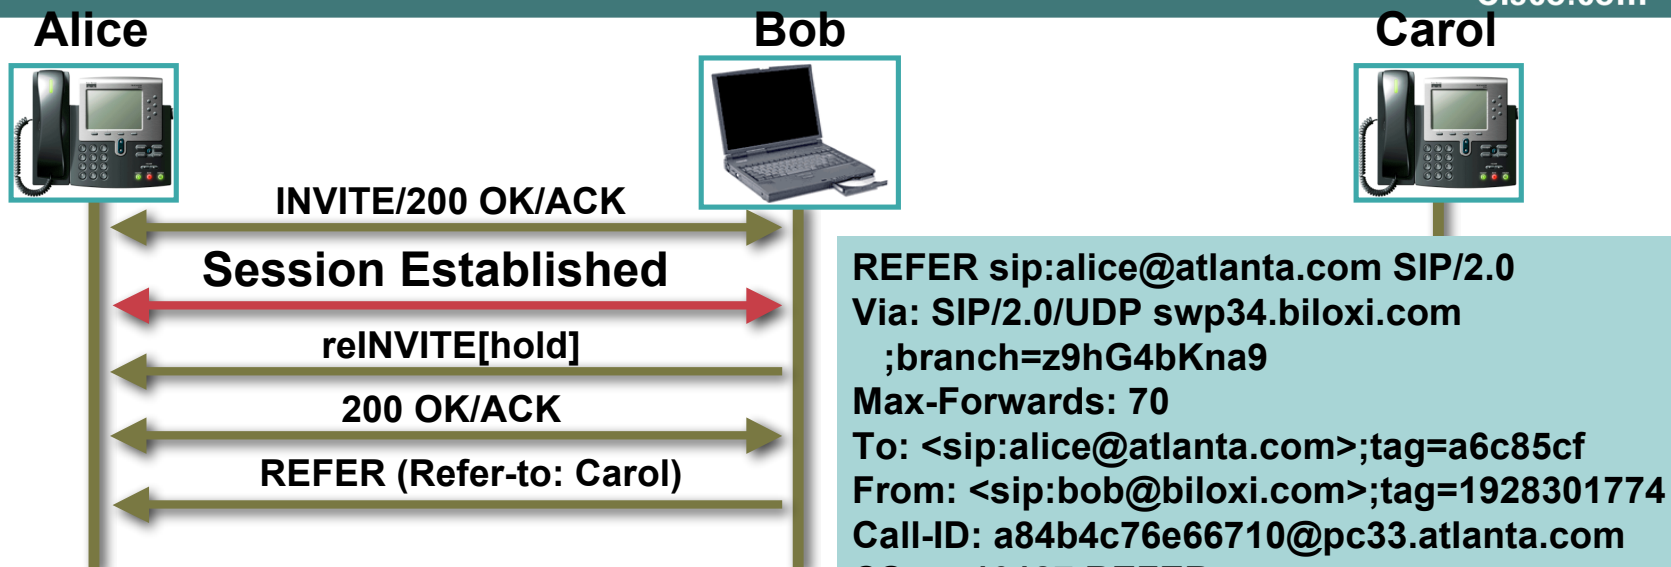 Alice
Bob
Carol
INVITE/200 OK/ACK
Session Established
reINVITE[hold]
200 OK/ACK
REFER (Refer-to: Carol)
REFER sip:alice@atlanta.com SIP/2.0
Via: SIP/2.0/UDP swp34.biloxi.com
;branch=z9hG4bKna9
Max-Forwards: 70
To: <sip:alice@atlanta.com>;tag=a6c85cf
From: <sip:bob@biloxi.com>;tag=1928301774
Call-ID: a84b4c76e66710@pc33.atlanta.com